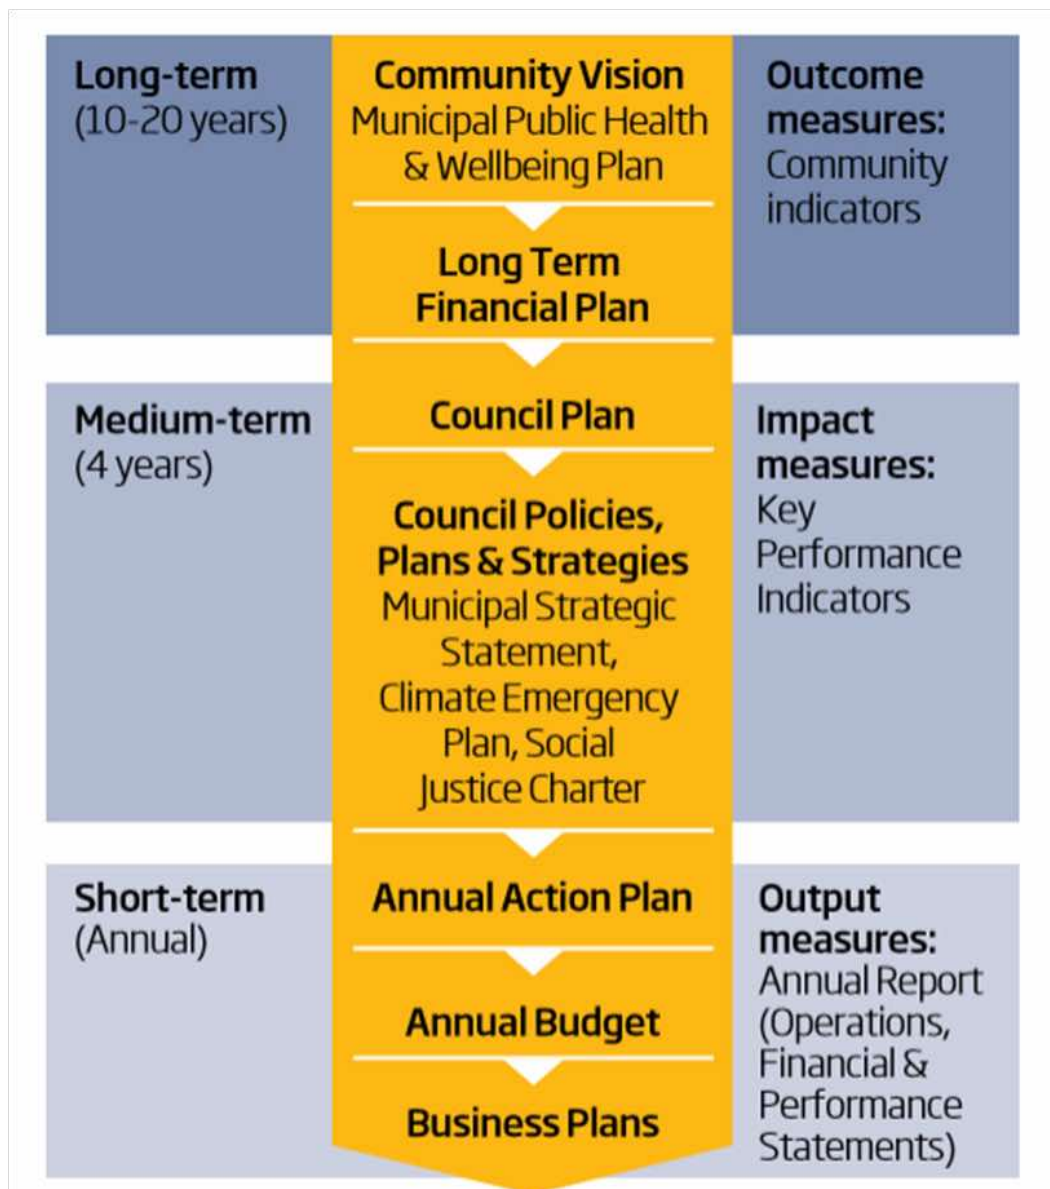 Long-term
(10-20 years)
Community Vision
Municipal Public Health
& Wellbeing Plan
Long Term
Financial Plan
Outcome
measures:
Community
indicators
Medium-term
(4 years)
Council Plan
Council Policies,
Plans & Strategies
Municipal Strategic
Statement,
Climate Emergency
Plan, Social
Justice Charter
Impact
measures:
Key
Performance
Indicators
Short-term
(Annual)
Annual Action Plan
Annual Budget
Business Plans
Output
measures:
Annual Report
(Operations,
Financial &
Performance
Statements)